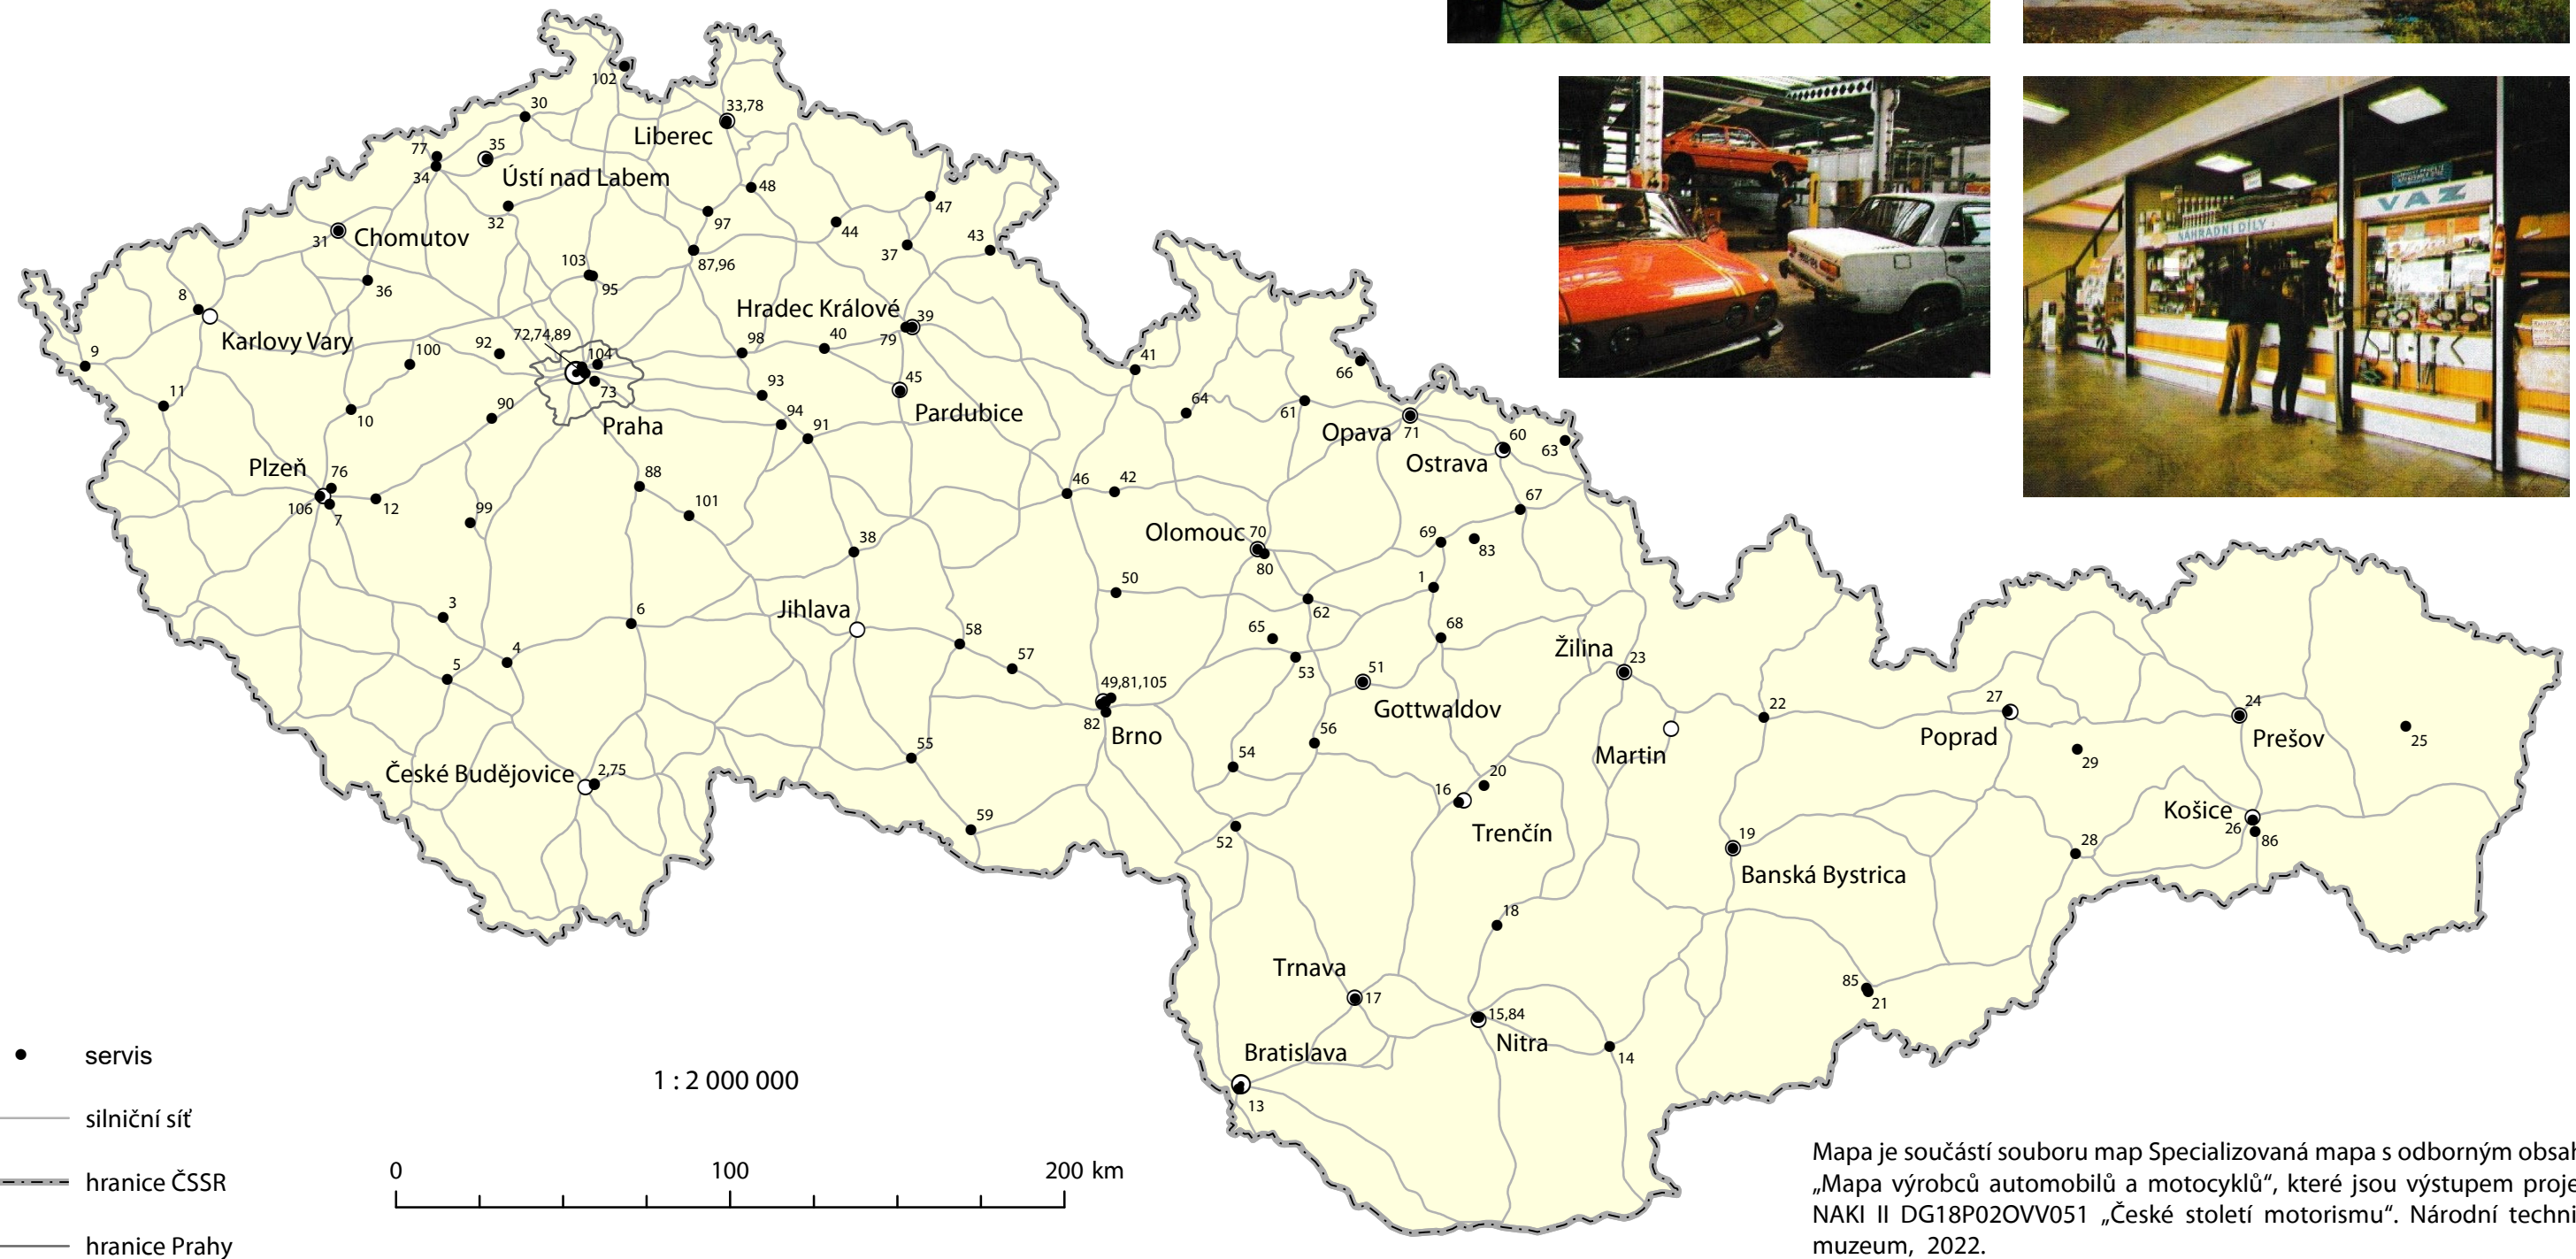 102
30
33,78
Liberec
77
35
34
Ústí nad Labem
48
32
97
47
44
31
Chomutov
37
43
103
87,96
36
95
8
Hradec Králové
39
Karlovy Vary
72,74,89
98
40
79
9
100
92
104
41
66
11
93
45
73
64
10
90
94
Pardubice
61
Praha
91
Opava
71
60
Plzeň
76
88
Ostrava
63
46
42
106
7
12
99
101
67
Olomouc
70
38
69
83
80
50
1
3
6
Jihlava
62
4
58
65
68
Žilina
5
57
53
51
23
49,81,105
Gottwaldov
22
27
24
82
Brno
56
Martin
Poprad
Prešov
25
55
54
29
České Budějovice
2,75
16
20
Košice
59
Trenčín
26
52
19
28
86
Banská Bystrica
18
Trnava
85
17
21
15,84
Nitra
Bratislava
14
13
NÁHRADNÍ DÍLY
VAZ
servis
silniční síť
hranice ČSSR
hranice Prahy
1 : 2 000 000
0 100 200 km
Mapa je součástí souboru map Specializovaná mapa s odborným obsah
„Mapa výrobců automobilů a motocyklů“, které jsou výstupem proje
NAKI II DG18P02OVV051 „České století motorismu“. Národní techni
muzeum, 2022.